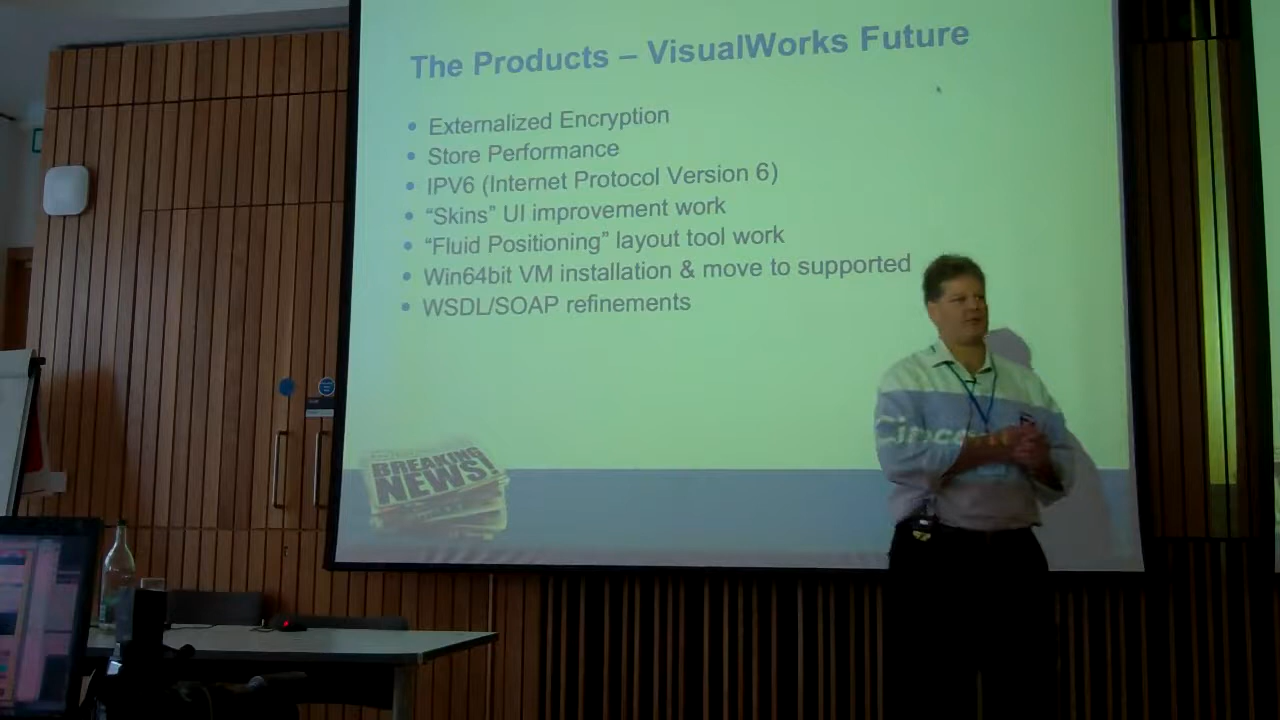 The Products – VisualWorks Future
• Externalized Encryption
• Store Performance
• IPV6 (Internet Protocol Version 6)
• “Skins” UI improvement work
• “Fluid Positioning” layout tool work
• Win64bit VM installation & move to supported
• WSDL/SOAP refinements
BREAKING
NEWS!